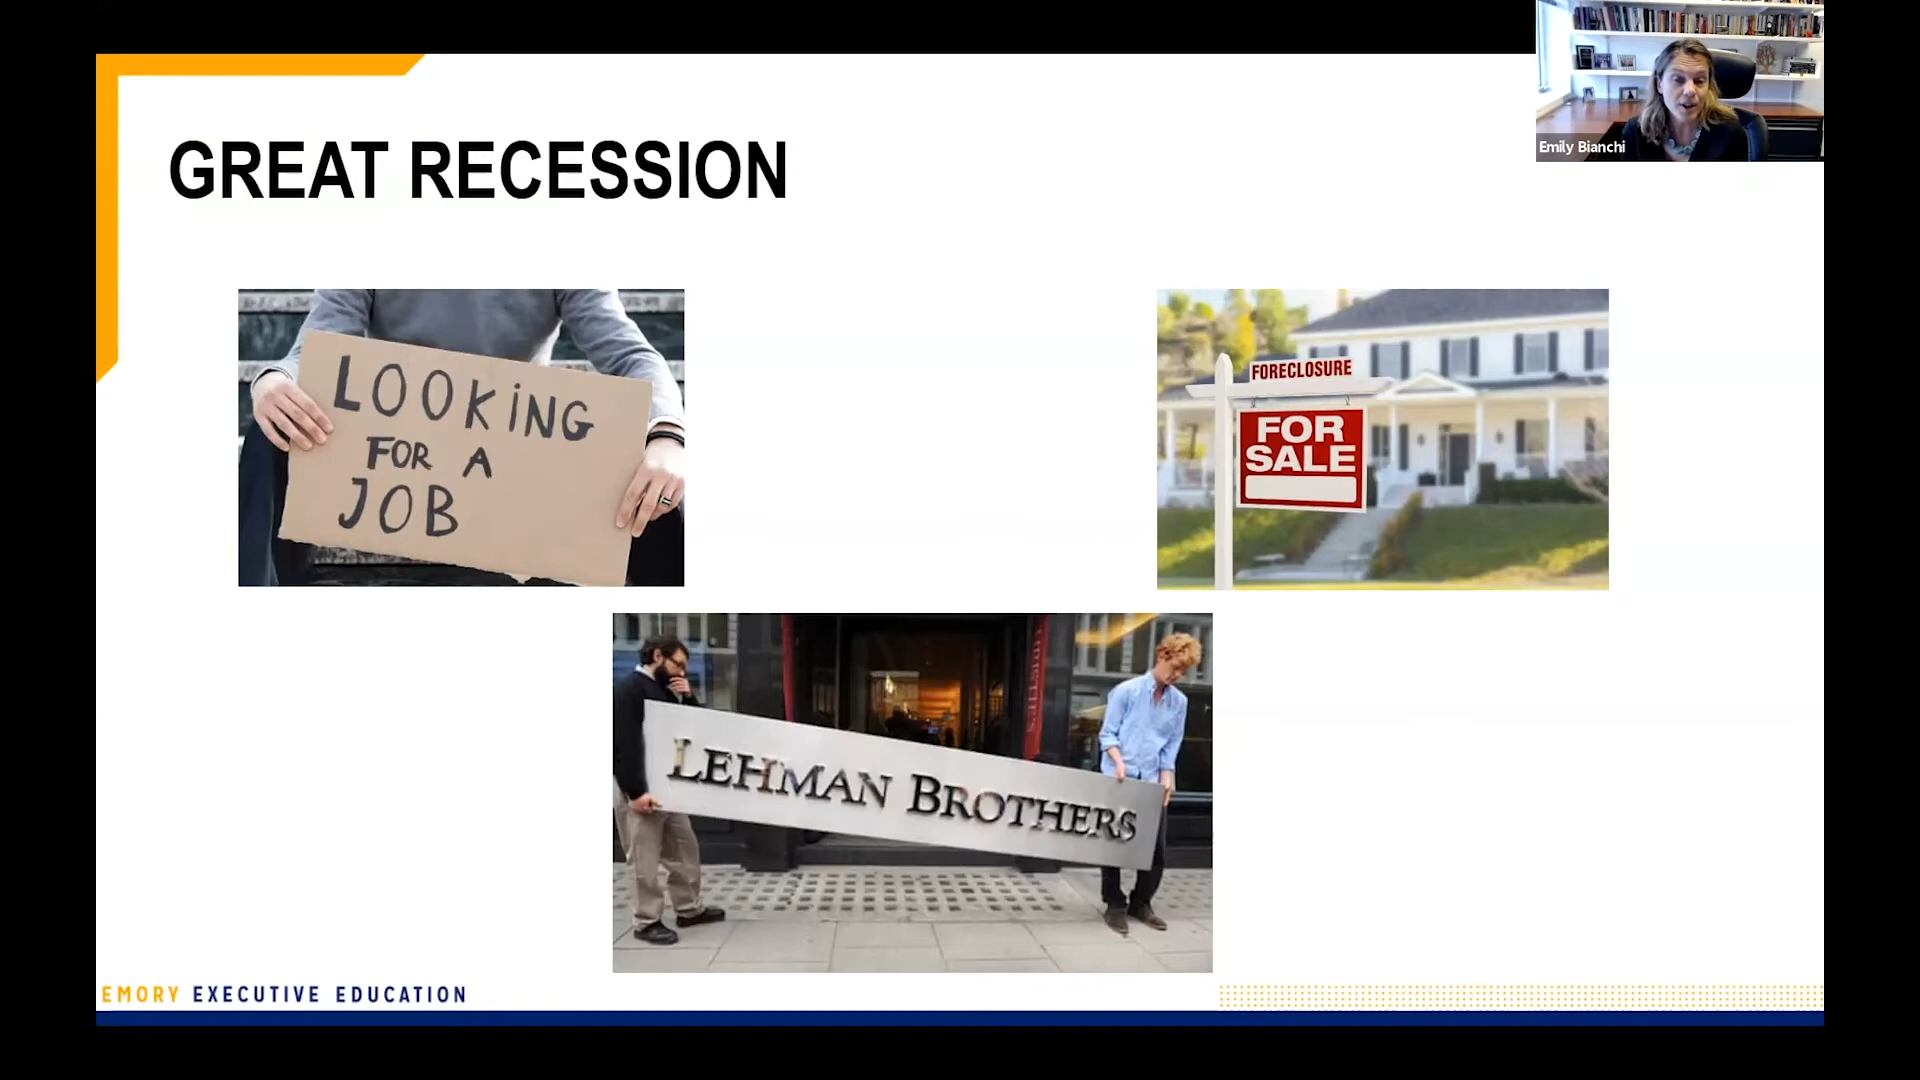 Emily Bianchi
GREAT RECESSION
LOOKiNG
FOR A
JOB
FORECLOSURE
FOR
SALE
LEHMAN BROTHERS
EMORY EXECUTIVE EDUCATION